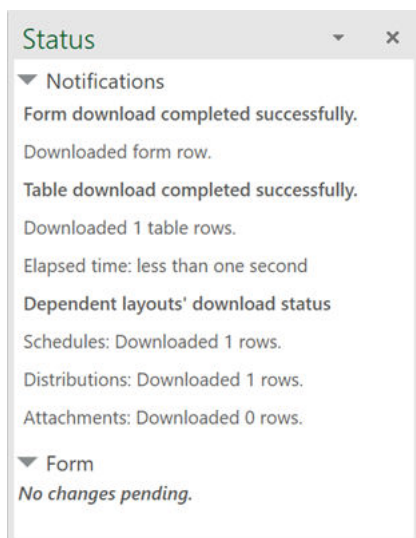 Status
Notifications
Form download completed successfully.
Downloaded form row.
Table download completed successfully.
Downloaded 1 table rows.
Elapsed time: less than one second
Dependent layouts' download status
Schedules: Downloaded 1 rows.
Distributions: Downloaded 1 rows.
Attachments: Downloaded 0 rows.
Form
No changes pending.